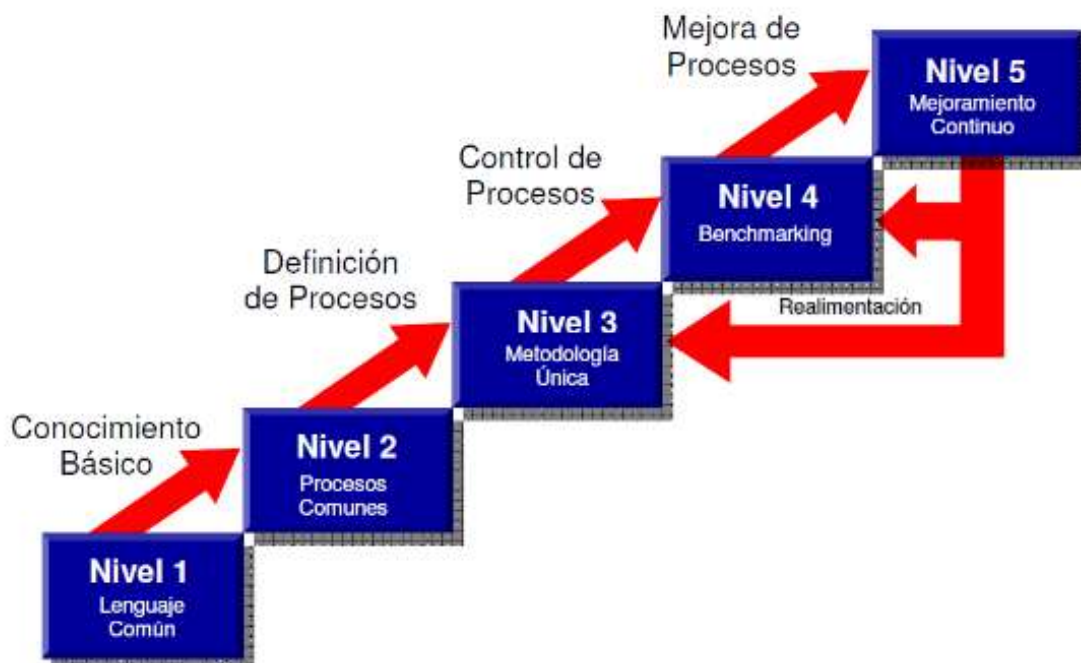 Mejora de
Procesos
Nivel 5
Mejoramiento
Continuo
Control de
Procesos
Nivel 4
Benchmarking
Definición
de Procesos
Realimentación
Nivel 3
Metodología
Única
Conocimiento
Básico
Nivel 2
Procesos
Comunes
Nivel 1
Lenguaje
Común